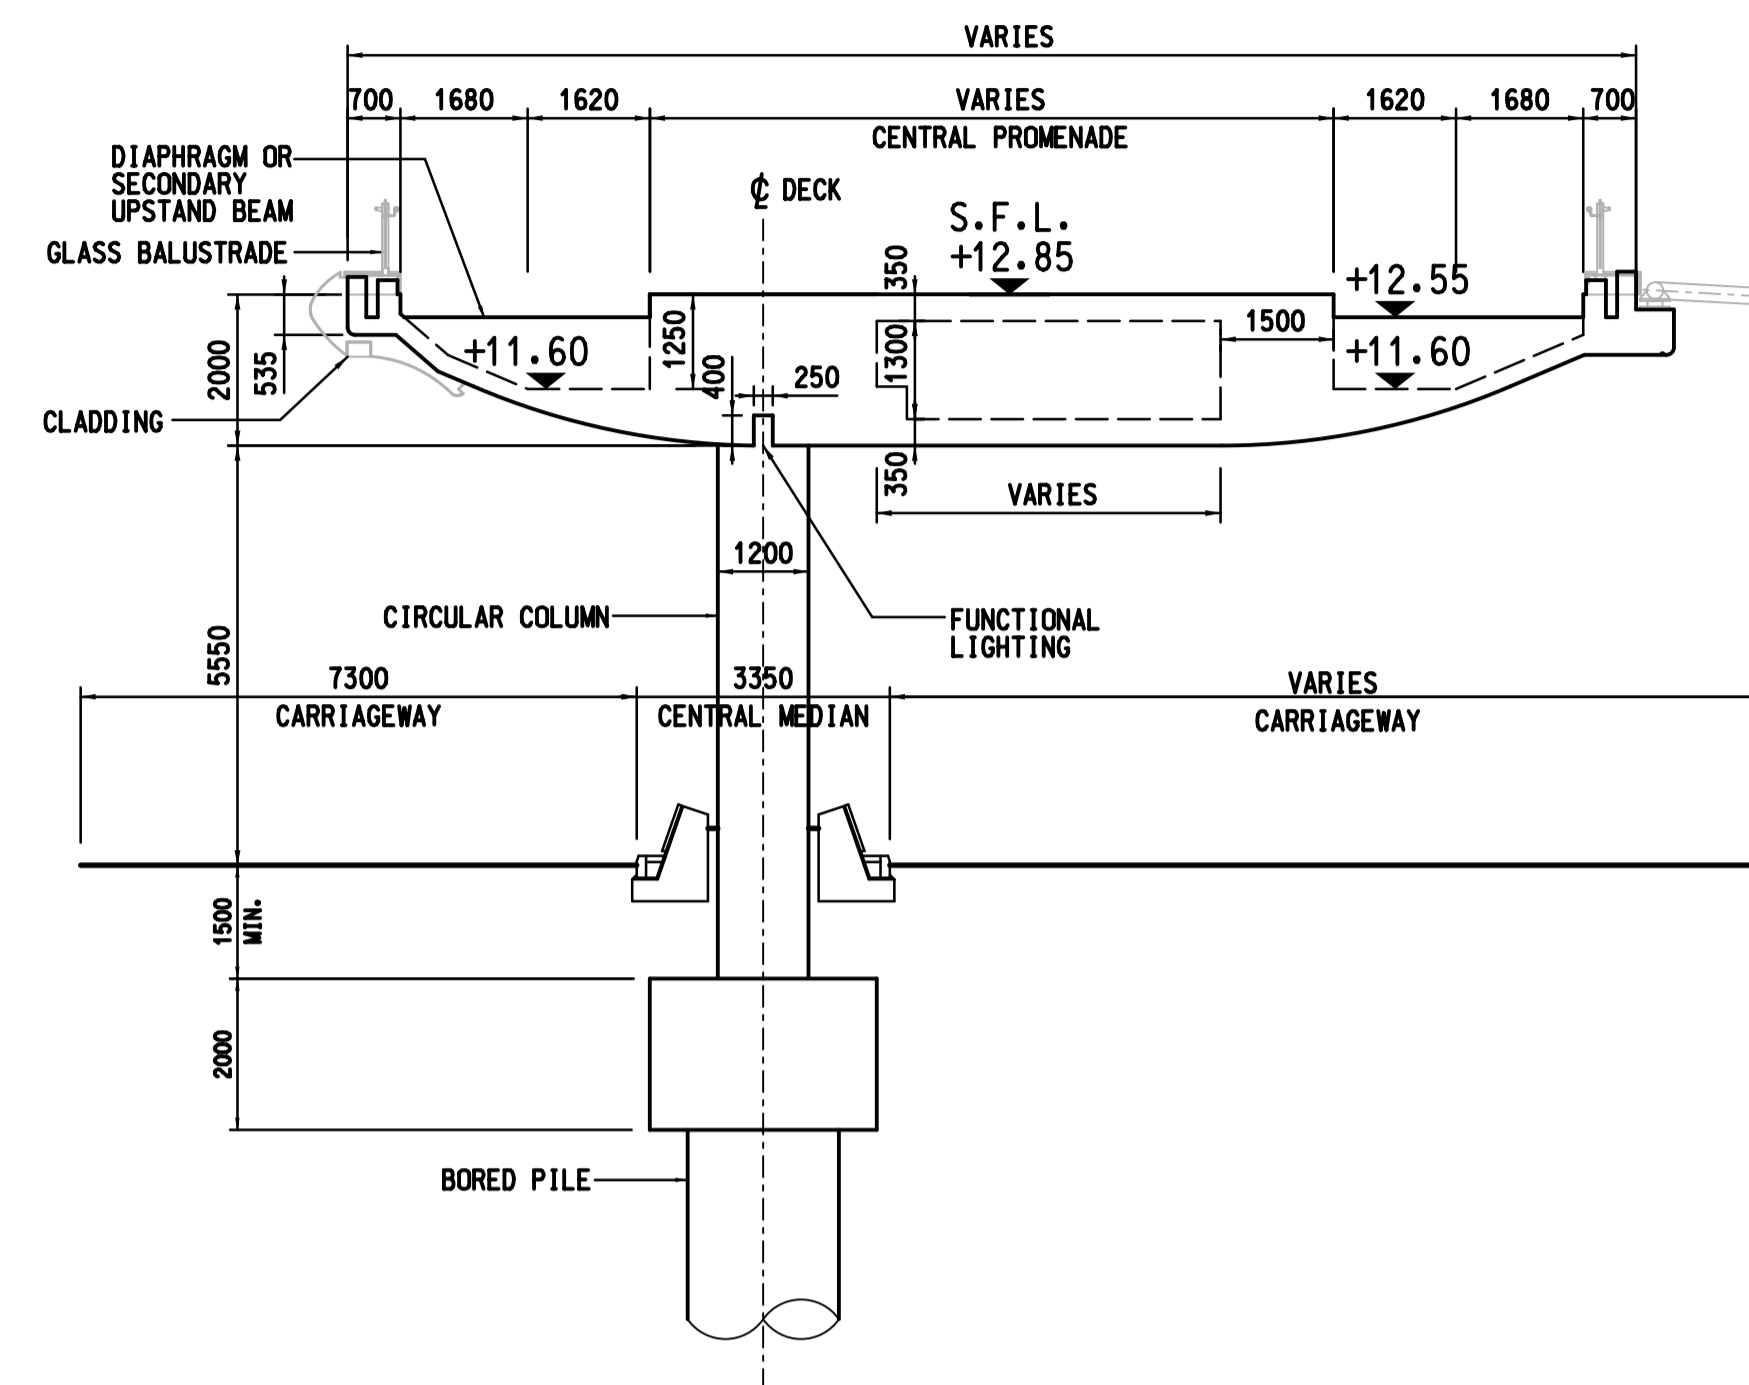 VARIES
700
1680
1620
VARIES
1620
1680
700
CENTRAL PROMENADE
DIAPHRAGM OR
SECONDARY
UPSTAND BEAM
℄ DECK
GLASS BALUSTRADE
S.F.L.
+12.85
350
+12.55
2000
535
+11.60
1250
400
250
1300
1500
+11.60
CLADDING
350
VARIES
1200
CIRCULAR COLUMN
FUNCTIONAL
LIGHTING
5550
7300
CARRIAGEWAY
3350
CENTRAL MEDIAN
VARIES
CARRIAGEWAY
1500
MIN.
2000
BORED PILE